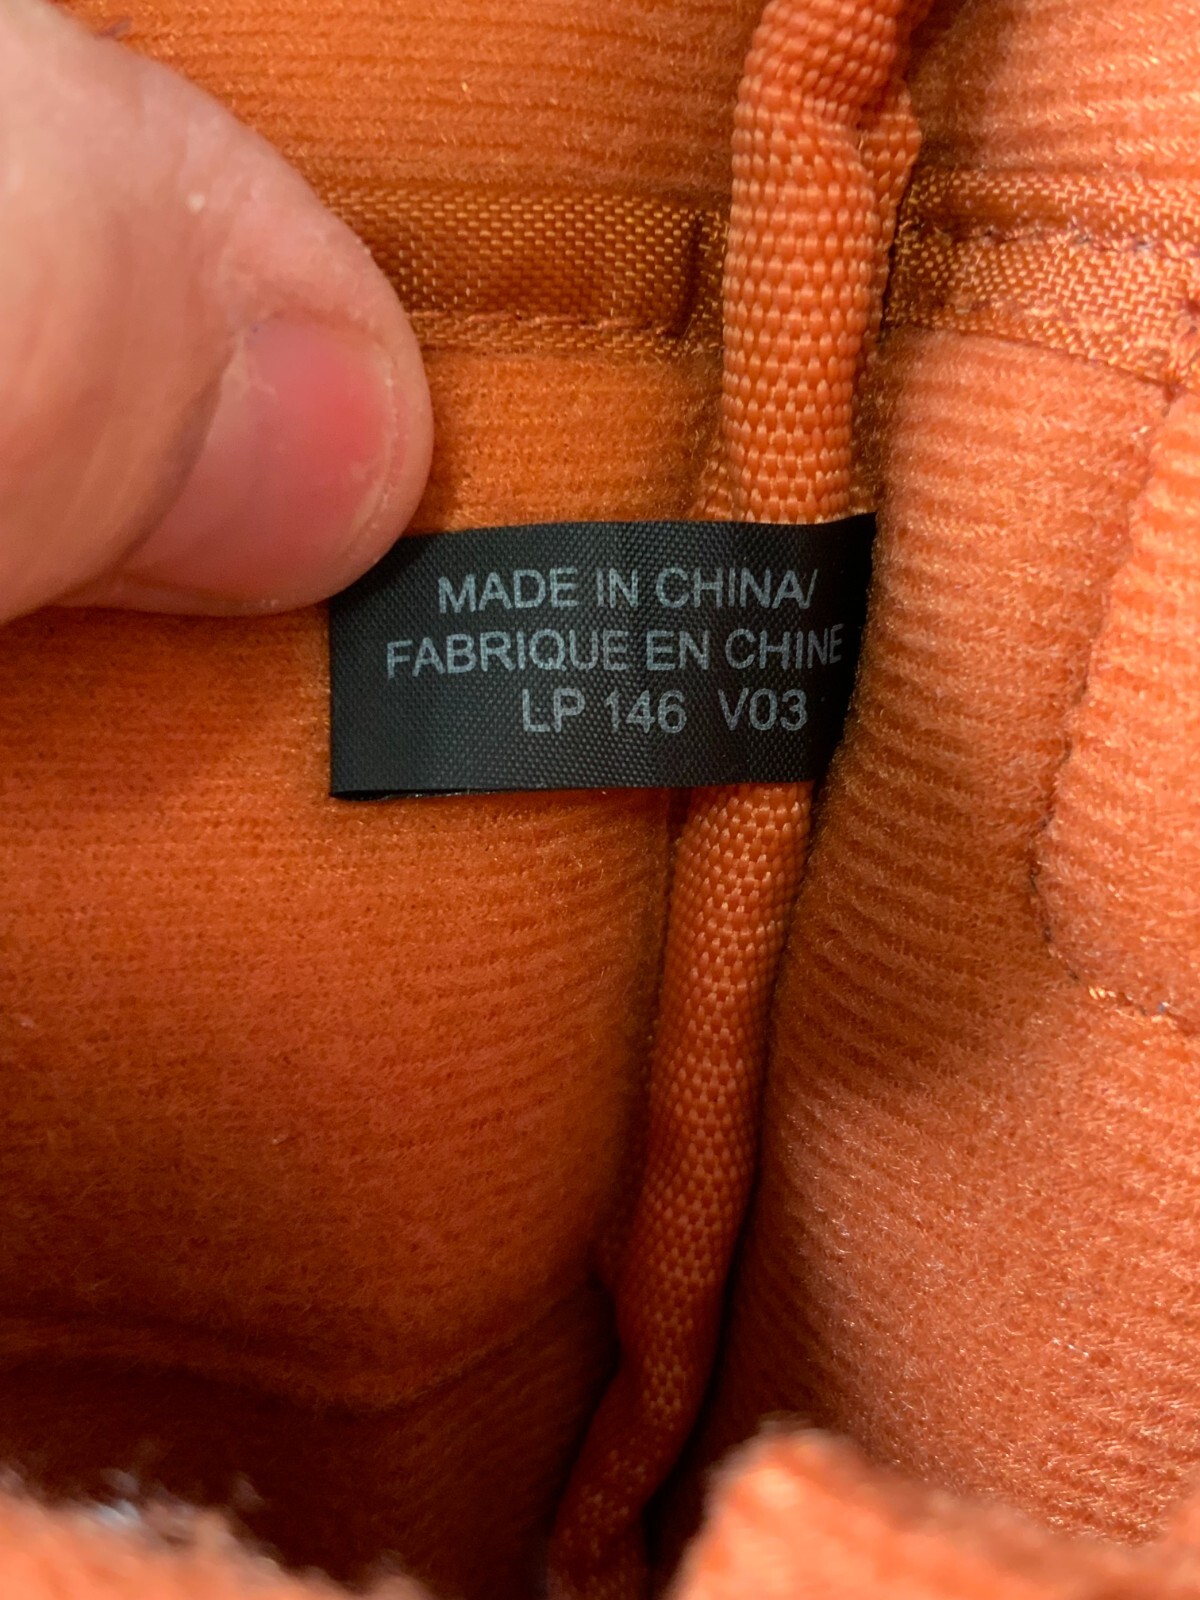 MADE IN CHINA/
FABRIQUE EN CHINE
LP 146 V03